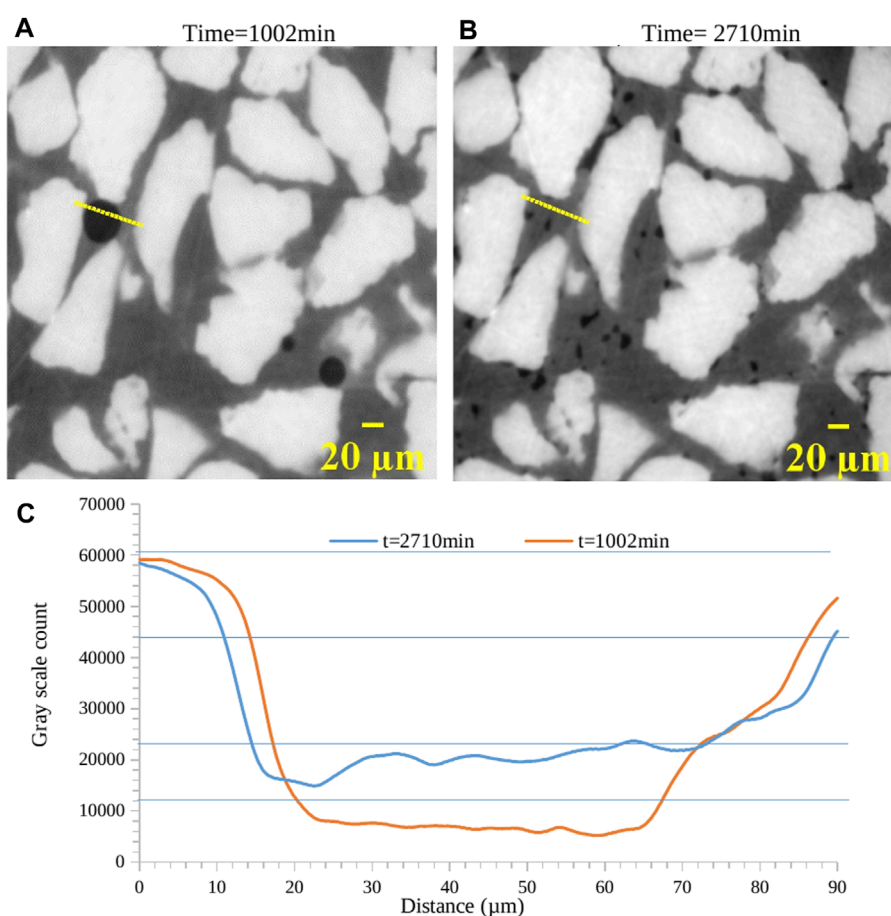 A
Time=1002min
B
Time= 2710min
20 µm
20 µm
C
70000
60000
50000
40000
30000
20000
10000
0
Gray scale count
t=2710min
t=1002min
0 10 20 30 40 50 60 70 80 90
Distance (µm)